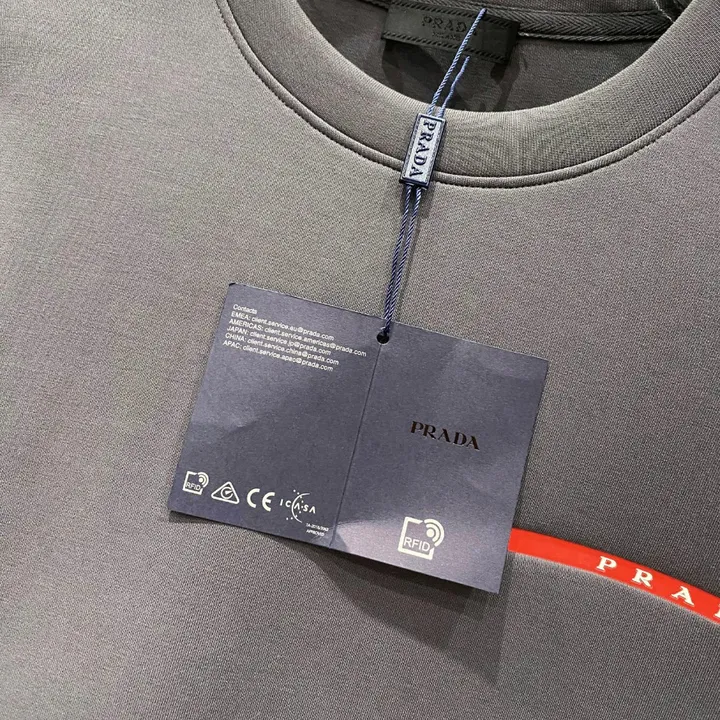 PRADA
PRADA
Contacts
EMEA: client.service.eu@prada.com
AMERICAS: client.service.americas@prada.com
JAPAN: client.service.jp@prada.com
CHINA: client.service.china@prada.com
APAC: client.service.apac@prada.com
PRADA
RFID
CE
ICASA
APPROVED
RFID
PRA